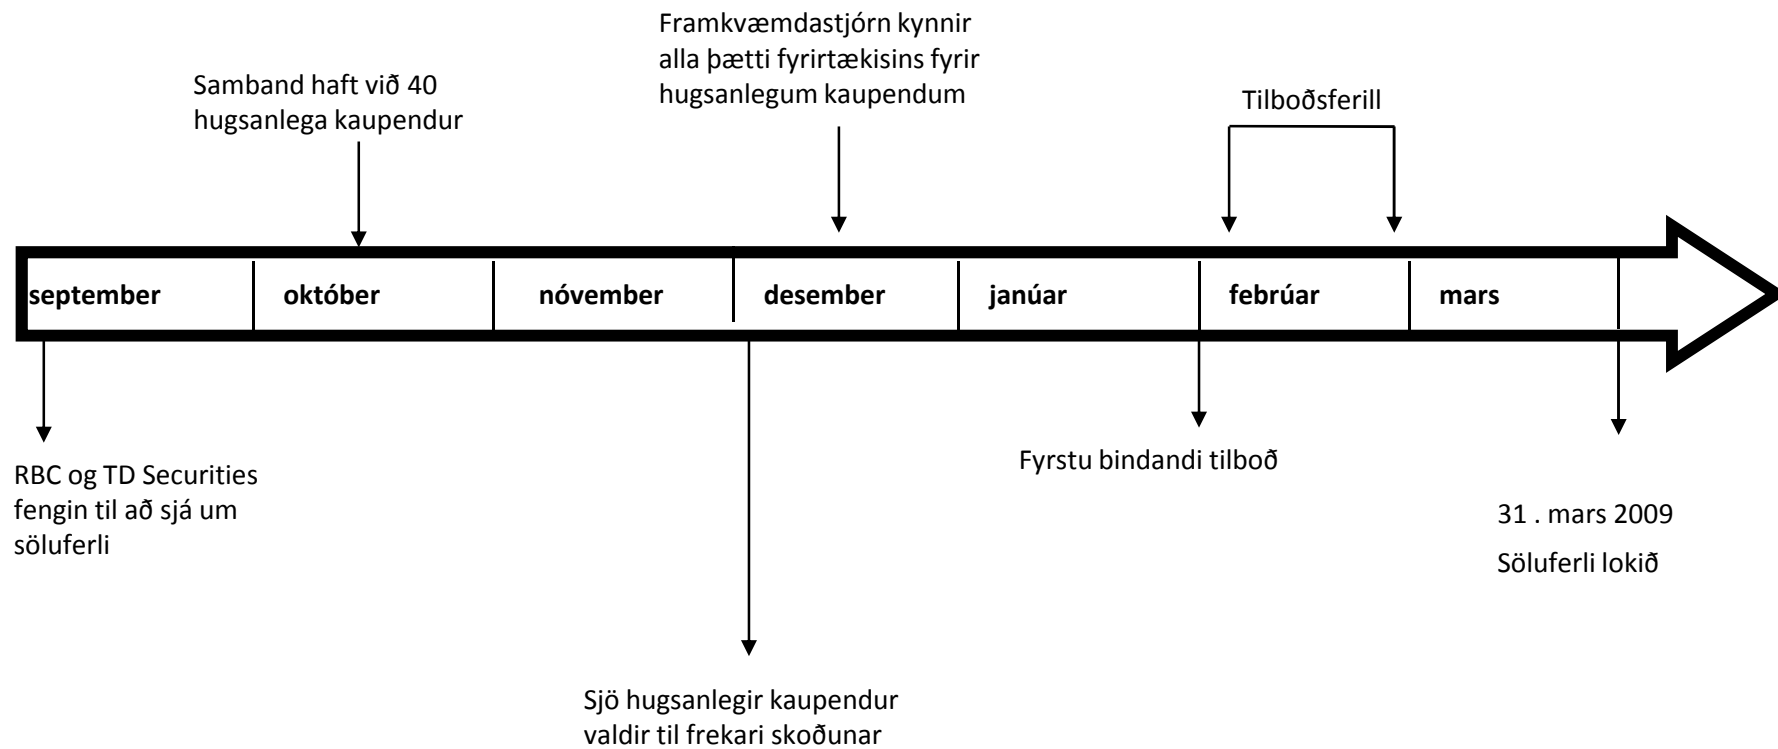 Framkvæmdastjórn kynnir
alla þætti fyrirtækisins fyrir
hugsanlegum kaupendum
Samband haft við 40
hugsanlega kaupendur
Tilboðsferill
september
október
nóvember
desember
janúar
febrúar
mars
RBC og TD Securities
fengin til að sjá um
söluferli
Fyrstu bindandi tilboð
31 . mars 2009
Söluferli lokið
Sjö hugsanlegir kaupendur
valdir til frekari skoðunar